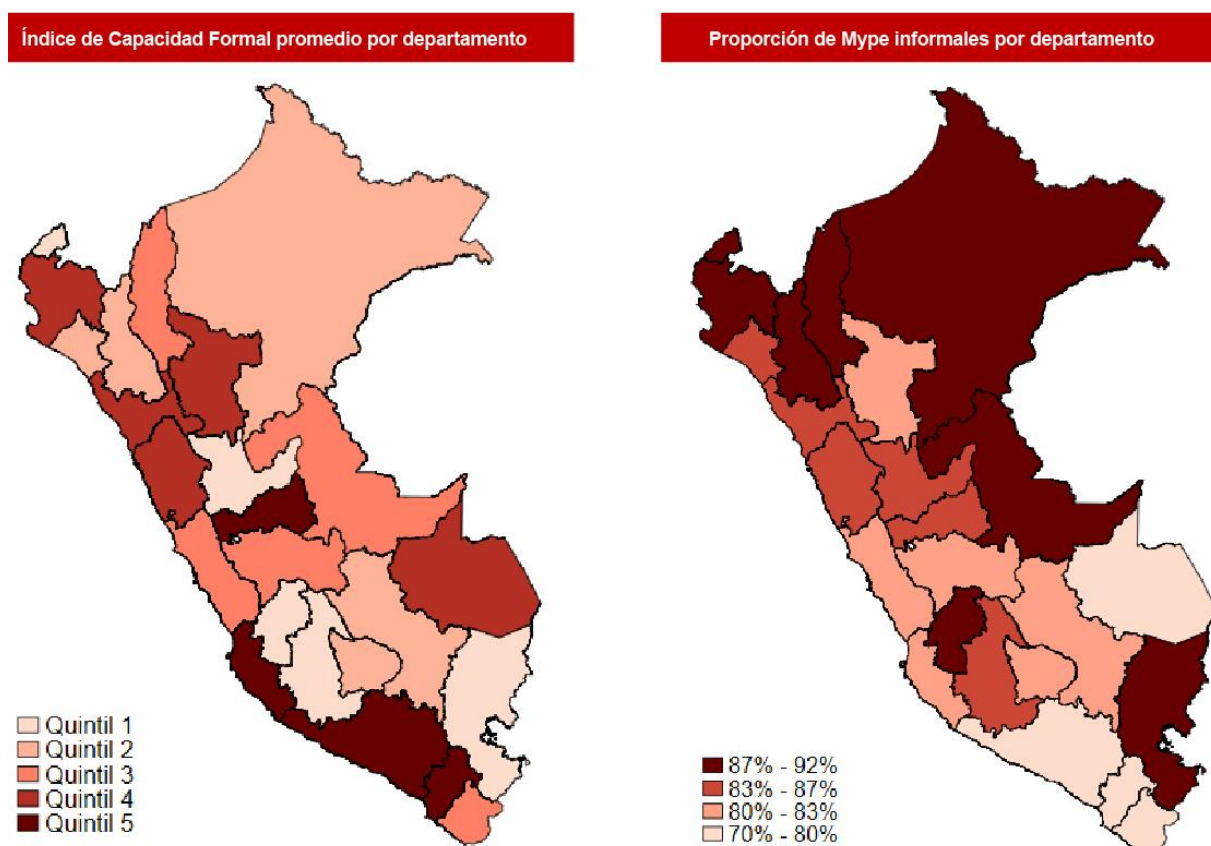 Índice de Capacidad Formal promedio por departamento
Proporción de Mype informales por departamento
Quintil 1
Quintil 2
Quintil 3
Quintil 4
Quintil 5
87% - 92%
83% - 87%
80% - 83%
70% - 80%